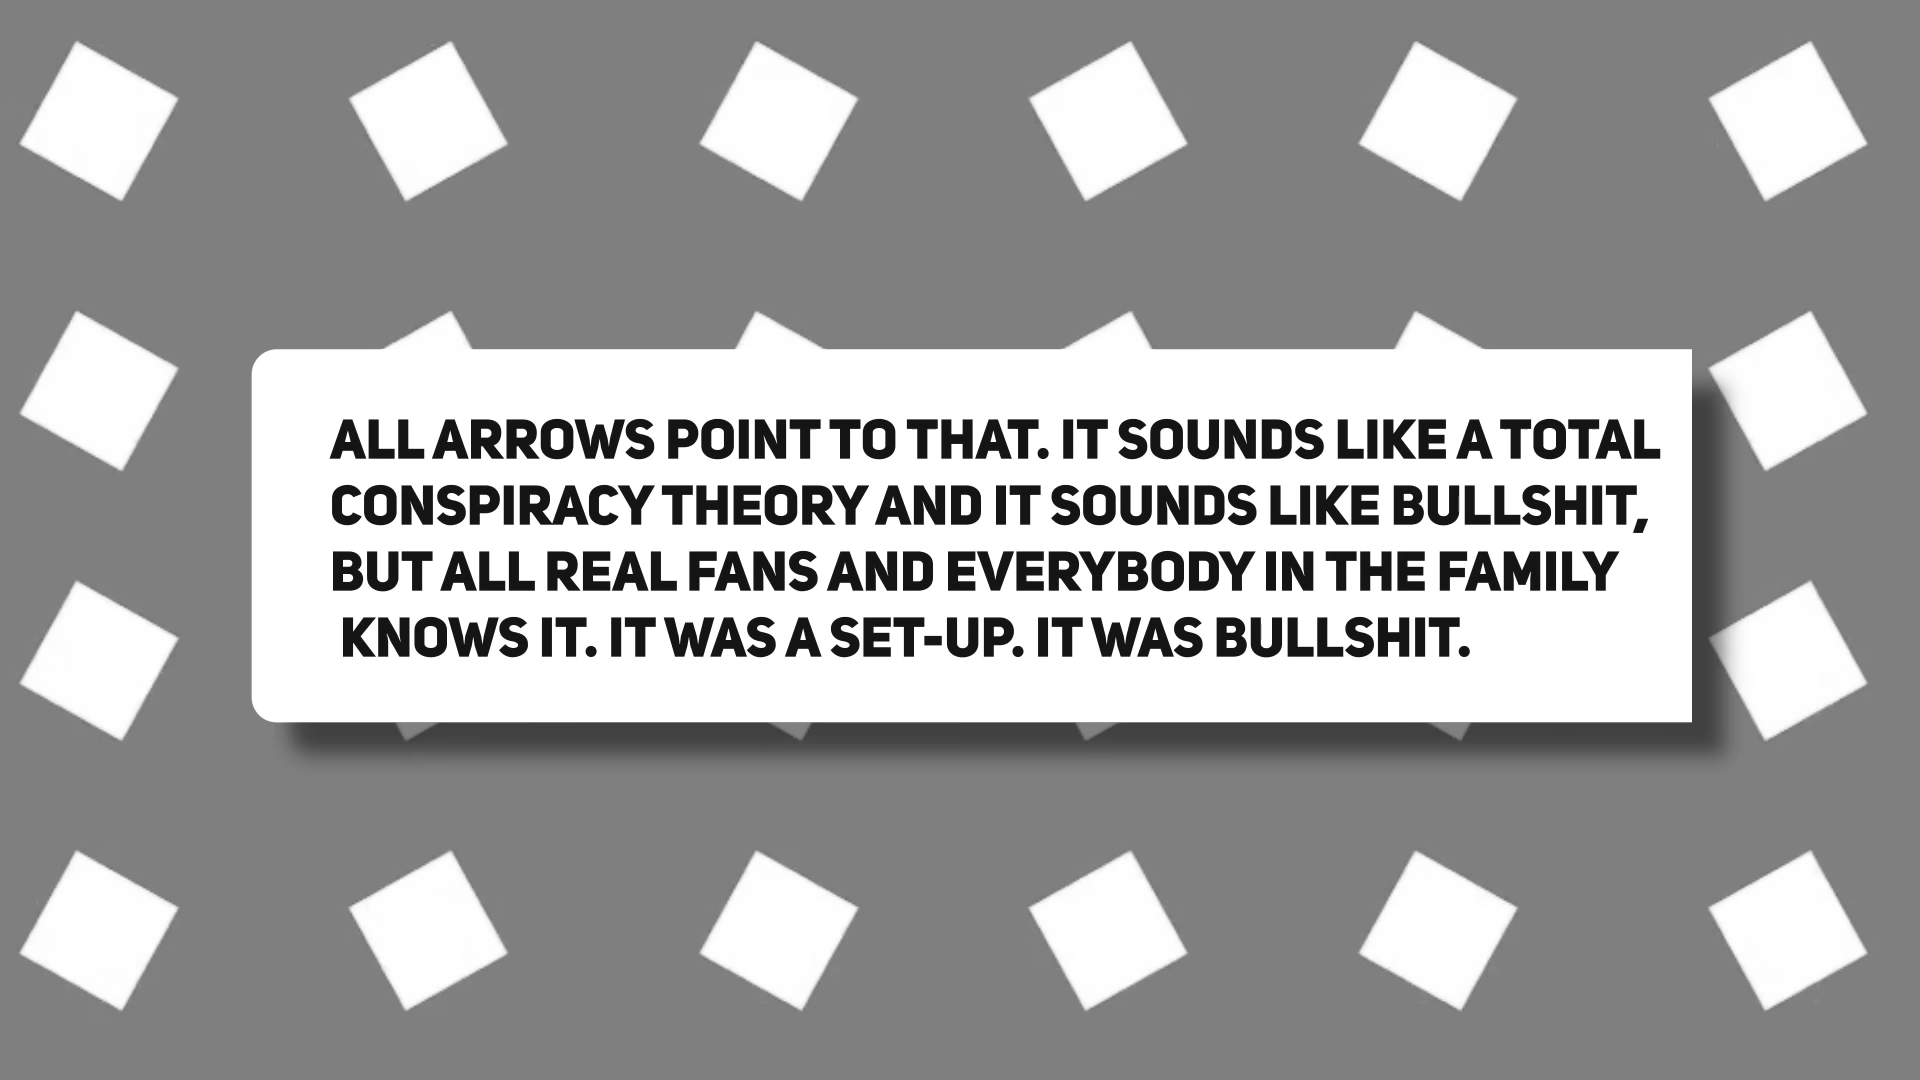 ALL ARROWS POINT TO THAT. IT SOUNDS LIKE A TOTAL
CONSPIRACY THEORY AND IT SOUNDS LIKE BULLSHIT,
BUT ALL REAL FANS AND EVERYBODY IN THE FAMILY
KNOWS IT. IT WAS A SET-UP. IT WAS BULLSHIT.